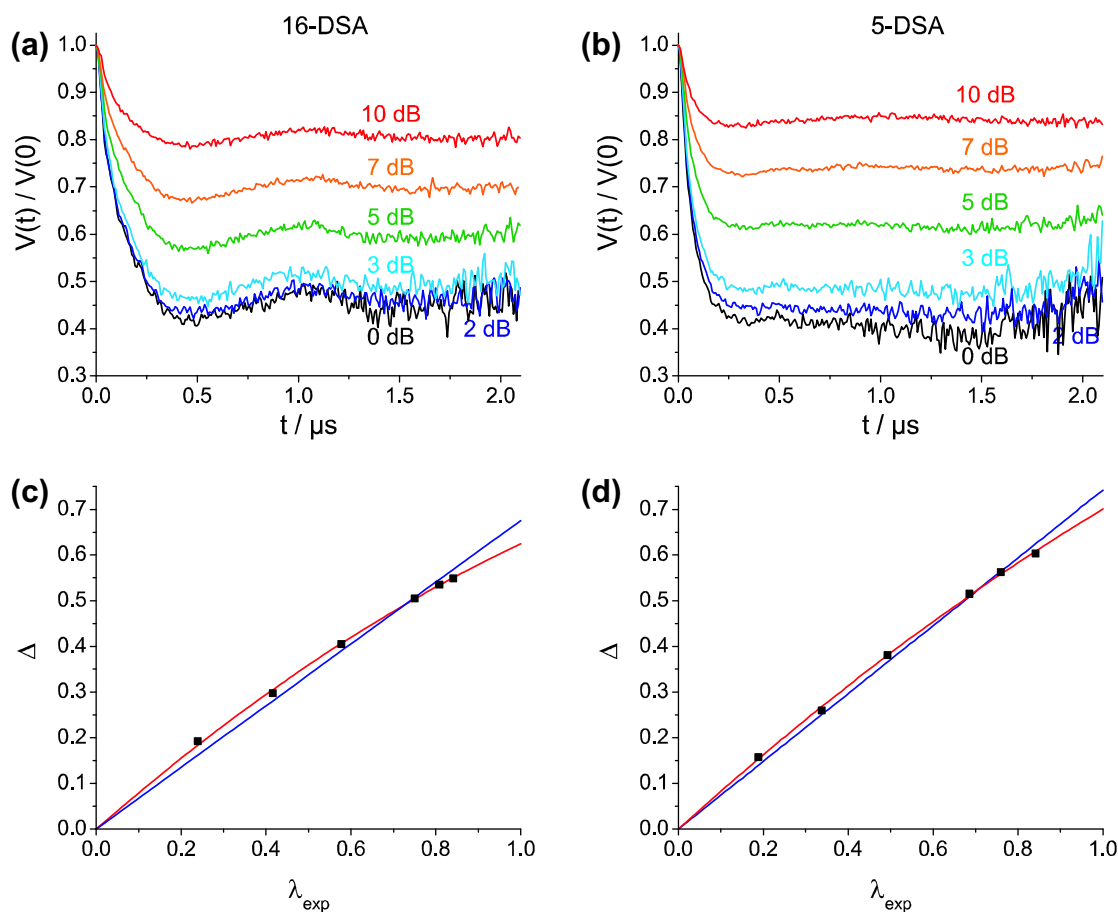 (a)
16-DSA
V(t) / V(0)
1.0
0.9
0.8
0.7
0.6
0.5
0.4
0.3
10 dB
7 dB
5 dB
3 dB
2 dB
0 dB
0.0 0.5 1.0 1.5 2.0
t / μs
(b)
5-DSA
V(t) / V(0)
1.0
0.9
0.8
0.7
0.6
0.5
0.4
0.3
10 dB
7 dB
5 dB
3 dB
2 dB
0 dB
0.0 0.5 1.0 1.5 2.0
t / μs
(c)
Δ
0.7
0.6
0.5
0.4
0.3
0.2
0.1
0.0
0.0 0.2 0.4 0.6 0.8 1.0
λexp
(d)
Δ
0.7
0.6
0.5
0.4
0.3
0.2
0.1
0.0
0.0 0.2 0.4 0.6 0.8 1.0
λexp